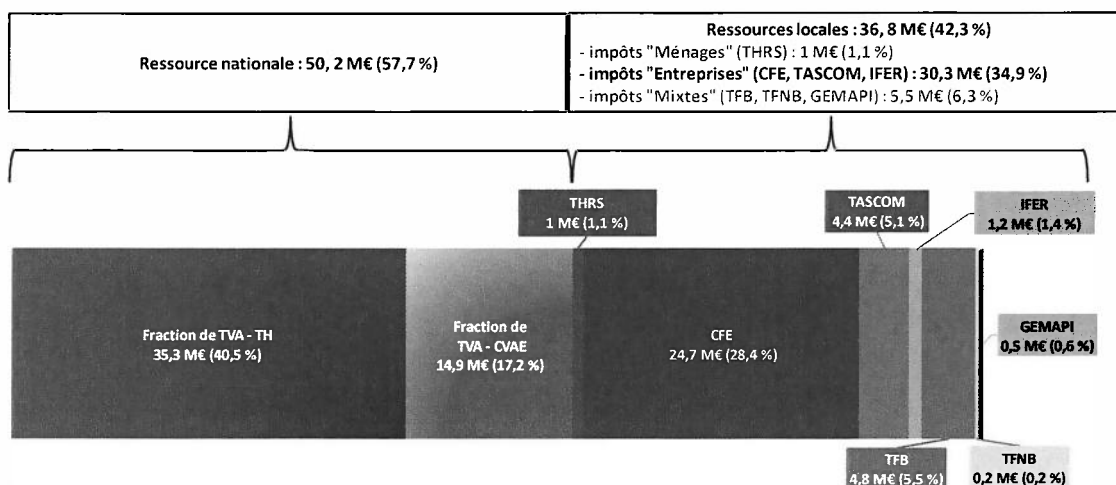 Ressource nationale : 50, 2 M€ (57,7 %)
Ressources locales : 36, 8 M€ (42,3 %)
- impôts "Ménages" (THRS) : 1 M€ (1,1 %)
- impôts "Entreprises" (CFE, TASCOM, IFER) : 30,3 M€ (34,9 %)
- impôts "Mixtes" (TFB, TFNB, GEMAPI) : 5,5 M€ (6,3 %)
THRS
1 M€ (1,1 %)
TASCOM
4,4 M€ (5,1 %)
IFER
1,2 M€ (1,4 %)
Fraction de TVA - TH
35,3 M€ (40,5 %)
Fraction de
TVA - CVAE
14,9 M€ (17,2 %)
CFE
24,7 M€ (28,4 %)
GEMAPI
0,5 M€ (0,6 %)
TFB
4,8 M€ (5,5 %)
TFNB
0,2 M€ (0,2 %)